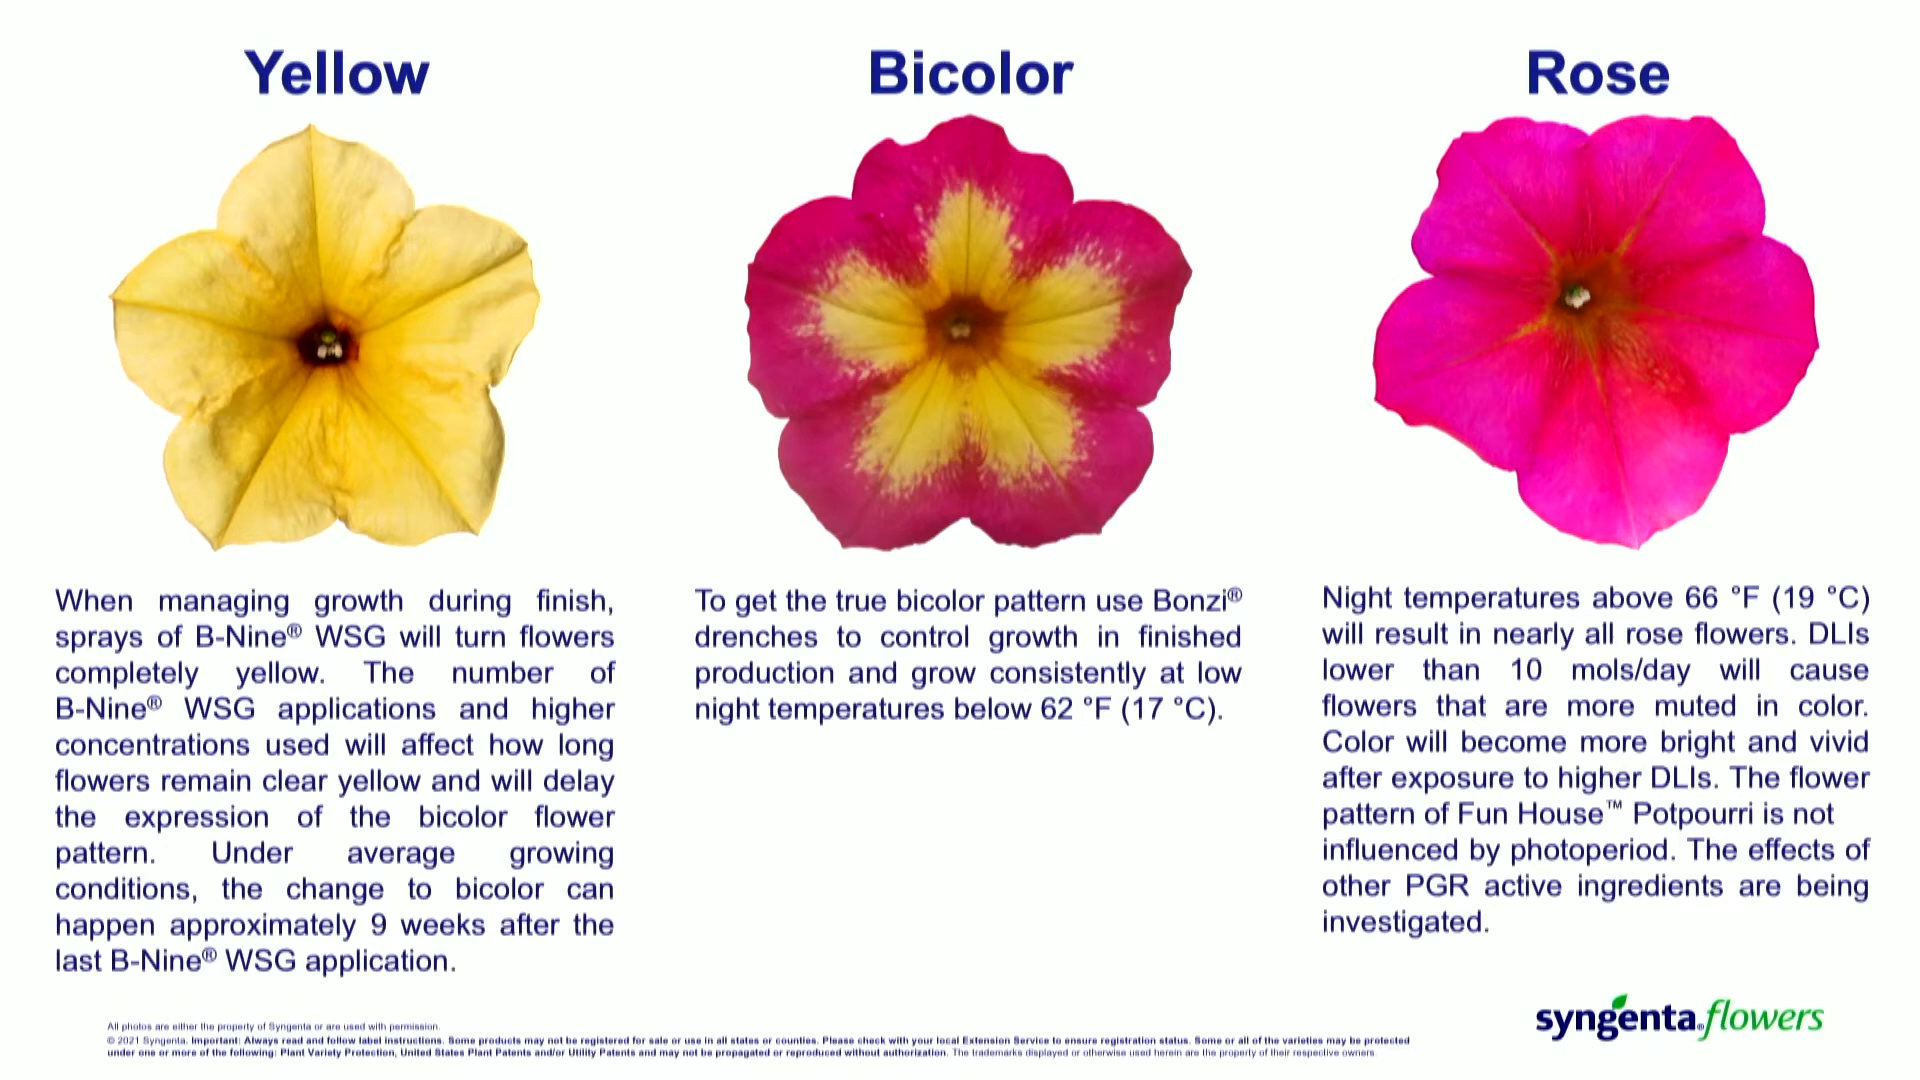 Yellow
When managing growth during finish,
sprays of B-Nine® WSG will turn flowers
completely yellow. The number of
B-Nine® WSG applications and higher
concentrations used will affect how long
flowers remain clear yellow and will delay
the expression of the bicolor flower
pattern. Under average growing
conditions, the change to bicolor can
happen approximately 9 weeks after the
last B-Nine® WSG application.
Bicolor
To get the true bicolor pattern use Bonzi®
drenches to control growth in finished
production and grow consistently at low
night temperatures below 62 °F (17 °C).
Rose
Night temperatures above 66 °F (19 °C)
will result in nearly all rose flowers. DLIs
lower than 10 mols/day will cause
flowers that are more muted in color.
Color will become more bright and vivid
after exposure to higher DLIs. The flower
pattern of Fun House™ Potpourri is not
influenced by photoperiod. The effects of
other PGR active ingredients are being
investigated.
All photos are either the property of Syngenta or are used with permission.
© 2021 Syngenta. Important: Always read and follow label instructions. Some products may not be registered for sale or use in all states or counties. Please check with your local Extension Service to ensure registration status. Some or all of the varieties may be protected
under one or more of the following: Plant Variety Protection, United States Plant Patents and/or Utility Patents and may not be propagated or reproduced without authorization. The trademarks displayed or otherwise used herein are the property of their respective owners
syngenta® flowers